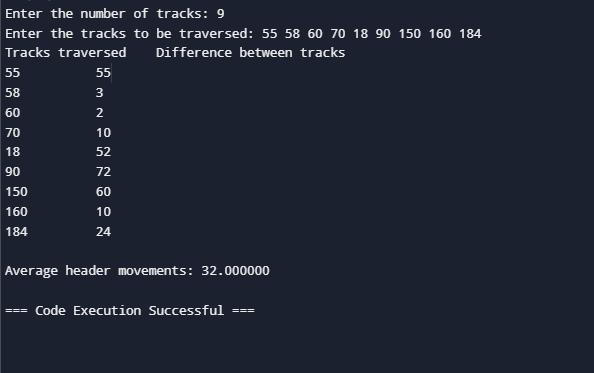 Enter the number of tracks: 9
Enter the tracks to be traversed: 55 58 60 70 18 90 150 160 184
Tracks traversed    Difference between tracks
55          55
58          3
60          2
70          10
18          52
90          72
150         60
160         10
184         24
Average header movements: 32.000000
=== Code Execution Successful ===